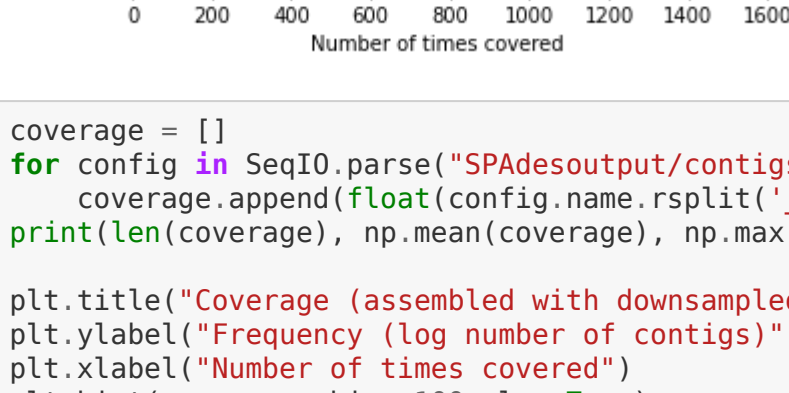 0 200 400 600 800 1000 1200 1400 1600
Number of times covered
coverage = []
for config in SeqIO.parse("SPAdesoutput/contigs
    coverage.append(float(config.name.rsplit('_
print(len(coverage), np.mean(coverage), np.max
plt.title("Coverage (assembled with downsampled
plt.ylabel("Frequency (log number of contigs)"
plt.xlabel("Number of times covered")